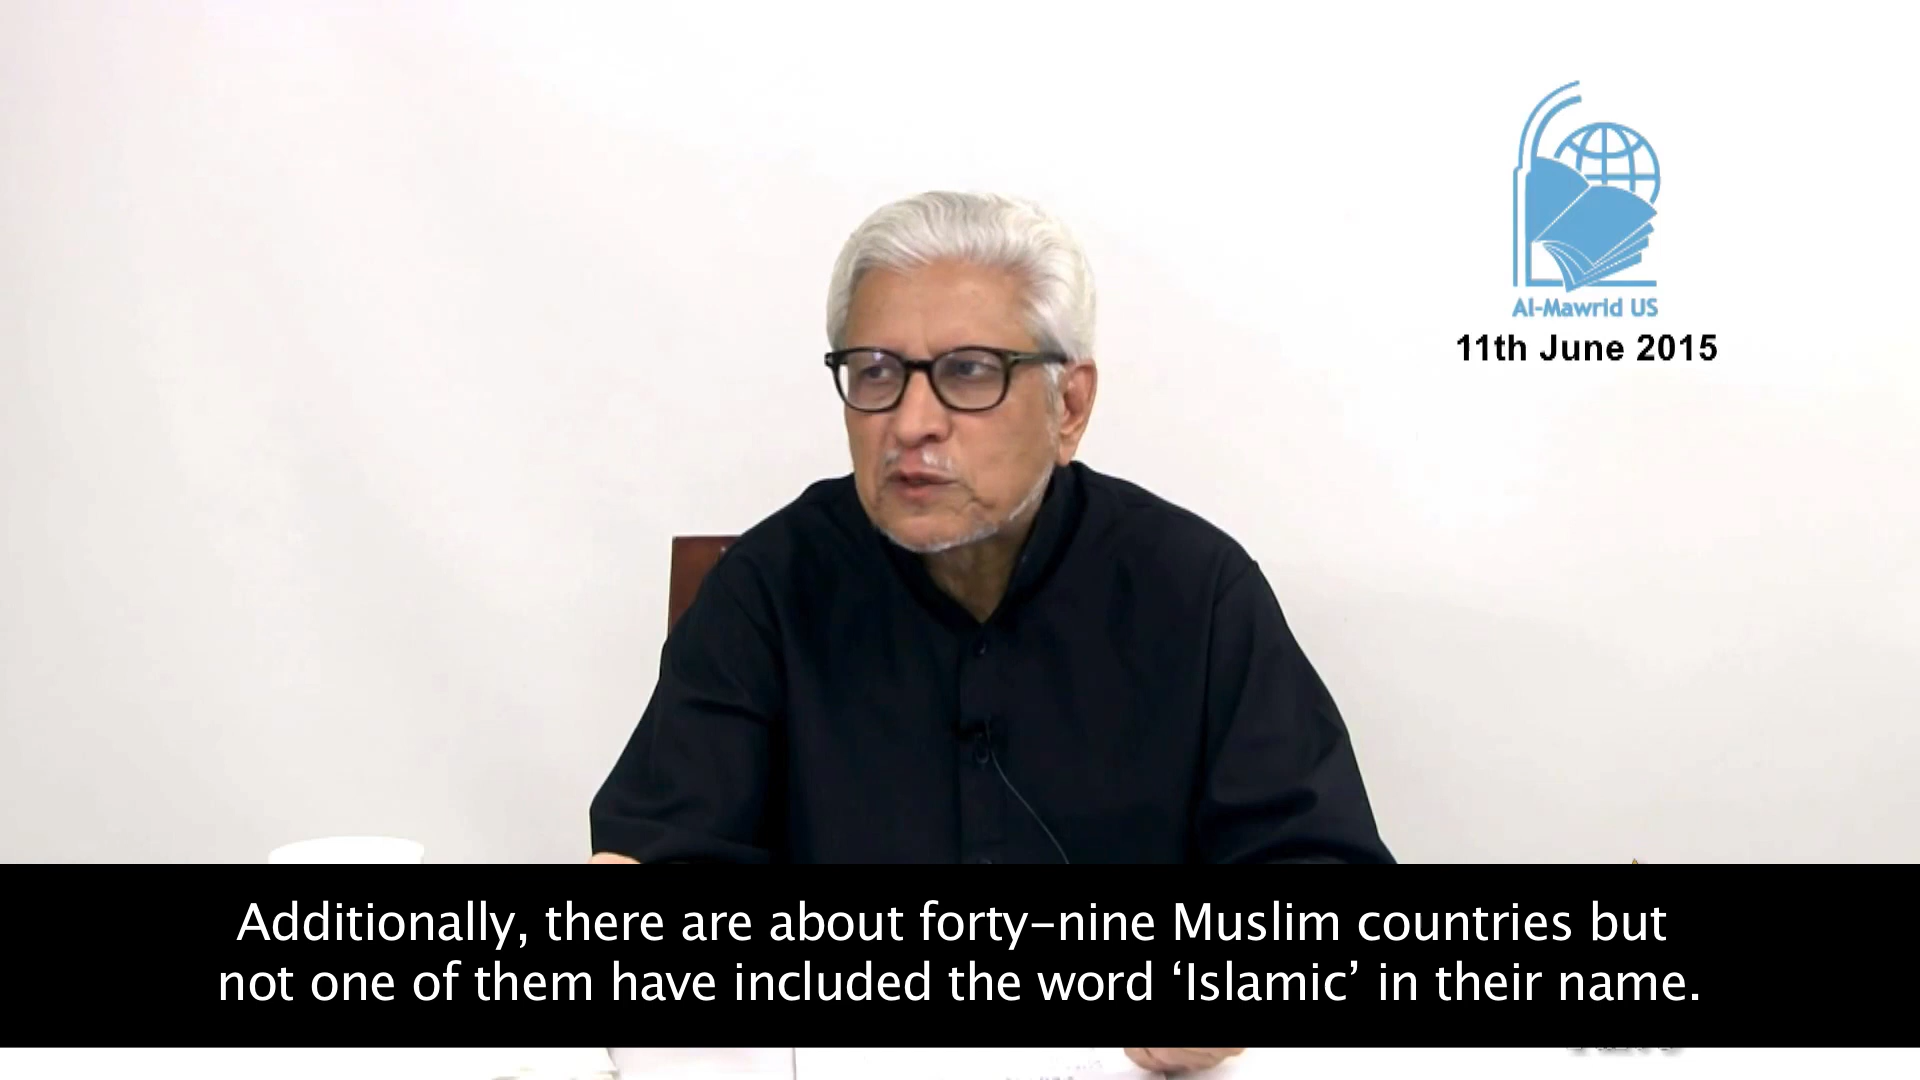 Al-Mawrid US
11th June 2015
Additionally, there are about forty-nine Muslim countries but
not one of them have included the word ‘Islamic’ in their name.